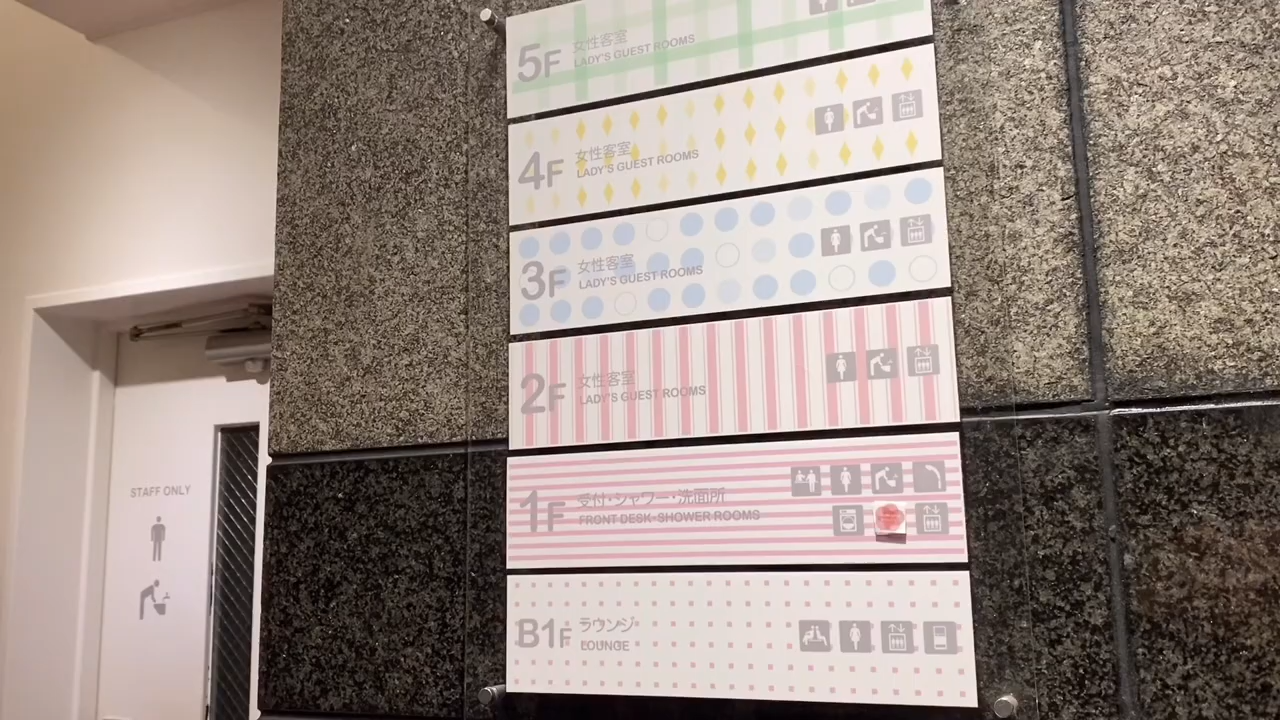 5F 女性客室
LADY'S GUEST ROOMS
4F 女性客室
LADY'S GUEST ROOMS
3F 女性客室
LADY'S GUEST ROOMS
2F 女性客室
LADY'S GUEST ROOMS
1F 受付・シャワー・洗面所
FRONT DESK・SHOWER ROOMS
B1F ラウンジ
LOUNGE
STAFF ONLY